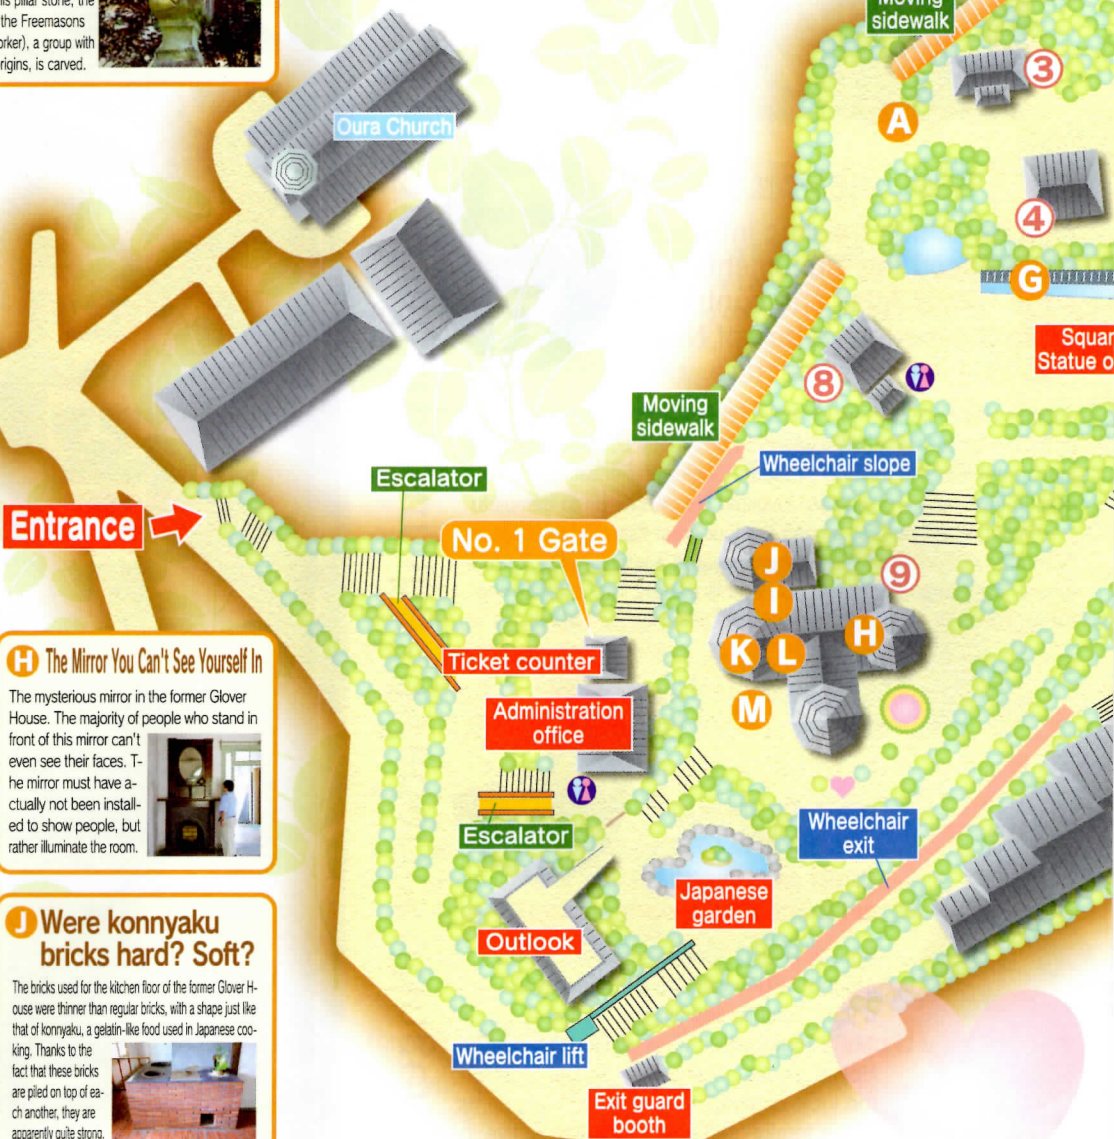 his pillar stone, the
the Freemasons
orker), a group with
rigins, is carved.
Moving
sidewalk
3
A
Oura Church
4
G
Squar
Statue o
8
Moving
sidewalk
Wheelchair slope
Escalator
Entrance
No. 1 Gate
9
J
I
H
K
L
M
Ticket counter
Administration
office
Escalator
Wheelchair
exit
Japanese
garden
Outlook
Wheelchair lift
Exit guard
booth
H The Mirror You Can't See Yourself In
The mysterious mirror in the former Glover
House. The majority of people who stand in
front of this mirror can't
even see their faces. T-
he mirror must have a-
ctually not been install-
ed to show people, but
rather illuminate the room.
J Were konnyaku
bricks hard? Soft?
The bricks used for the kitchen floor of the former Glover H-
ouse were thinner than regular bricks, with a shape just like
that of konnyaku, a gelatin-like food used in Japanese coo-
king. Thanks to the
fact that these bricks
are piled on top of ea-
ch another, they are
apparently quite strong.